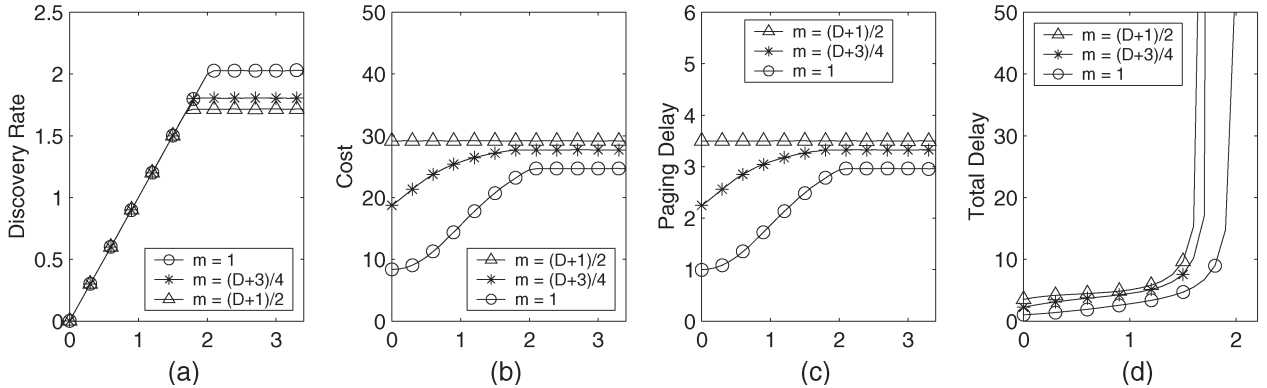 2.5
2
1.5
1
0.5
0
Discovery Rate
m = 1
m = (D+3)/4
m = (D+1)/2
0 1 2 3
(a)
50
40
30
20
10
0
Cost
m = (D+1)/2
m = (D+3)/4
m = 1
0 1 2 3
(b)
6
5
4
3
2
1
0
Paging Delay
m = (D+1)/2
m = (D+3)/4
m = 1
0 1 2 3
(c)
50
40
30
20
10
0
Total Delay
m = (D+1)/2
m = (D+3)/4
m = 1
0 1 2
(d)